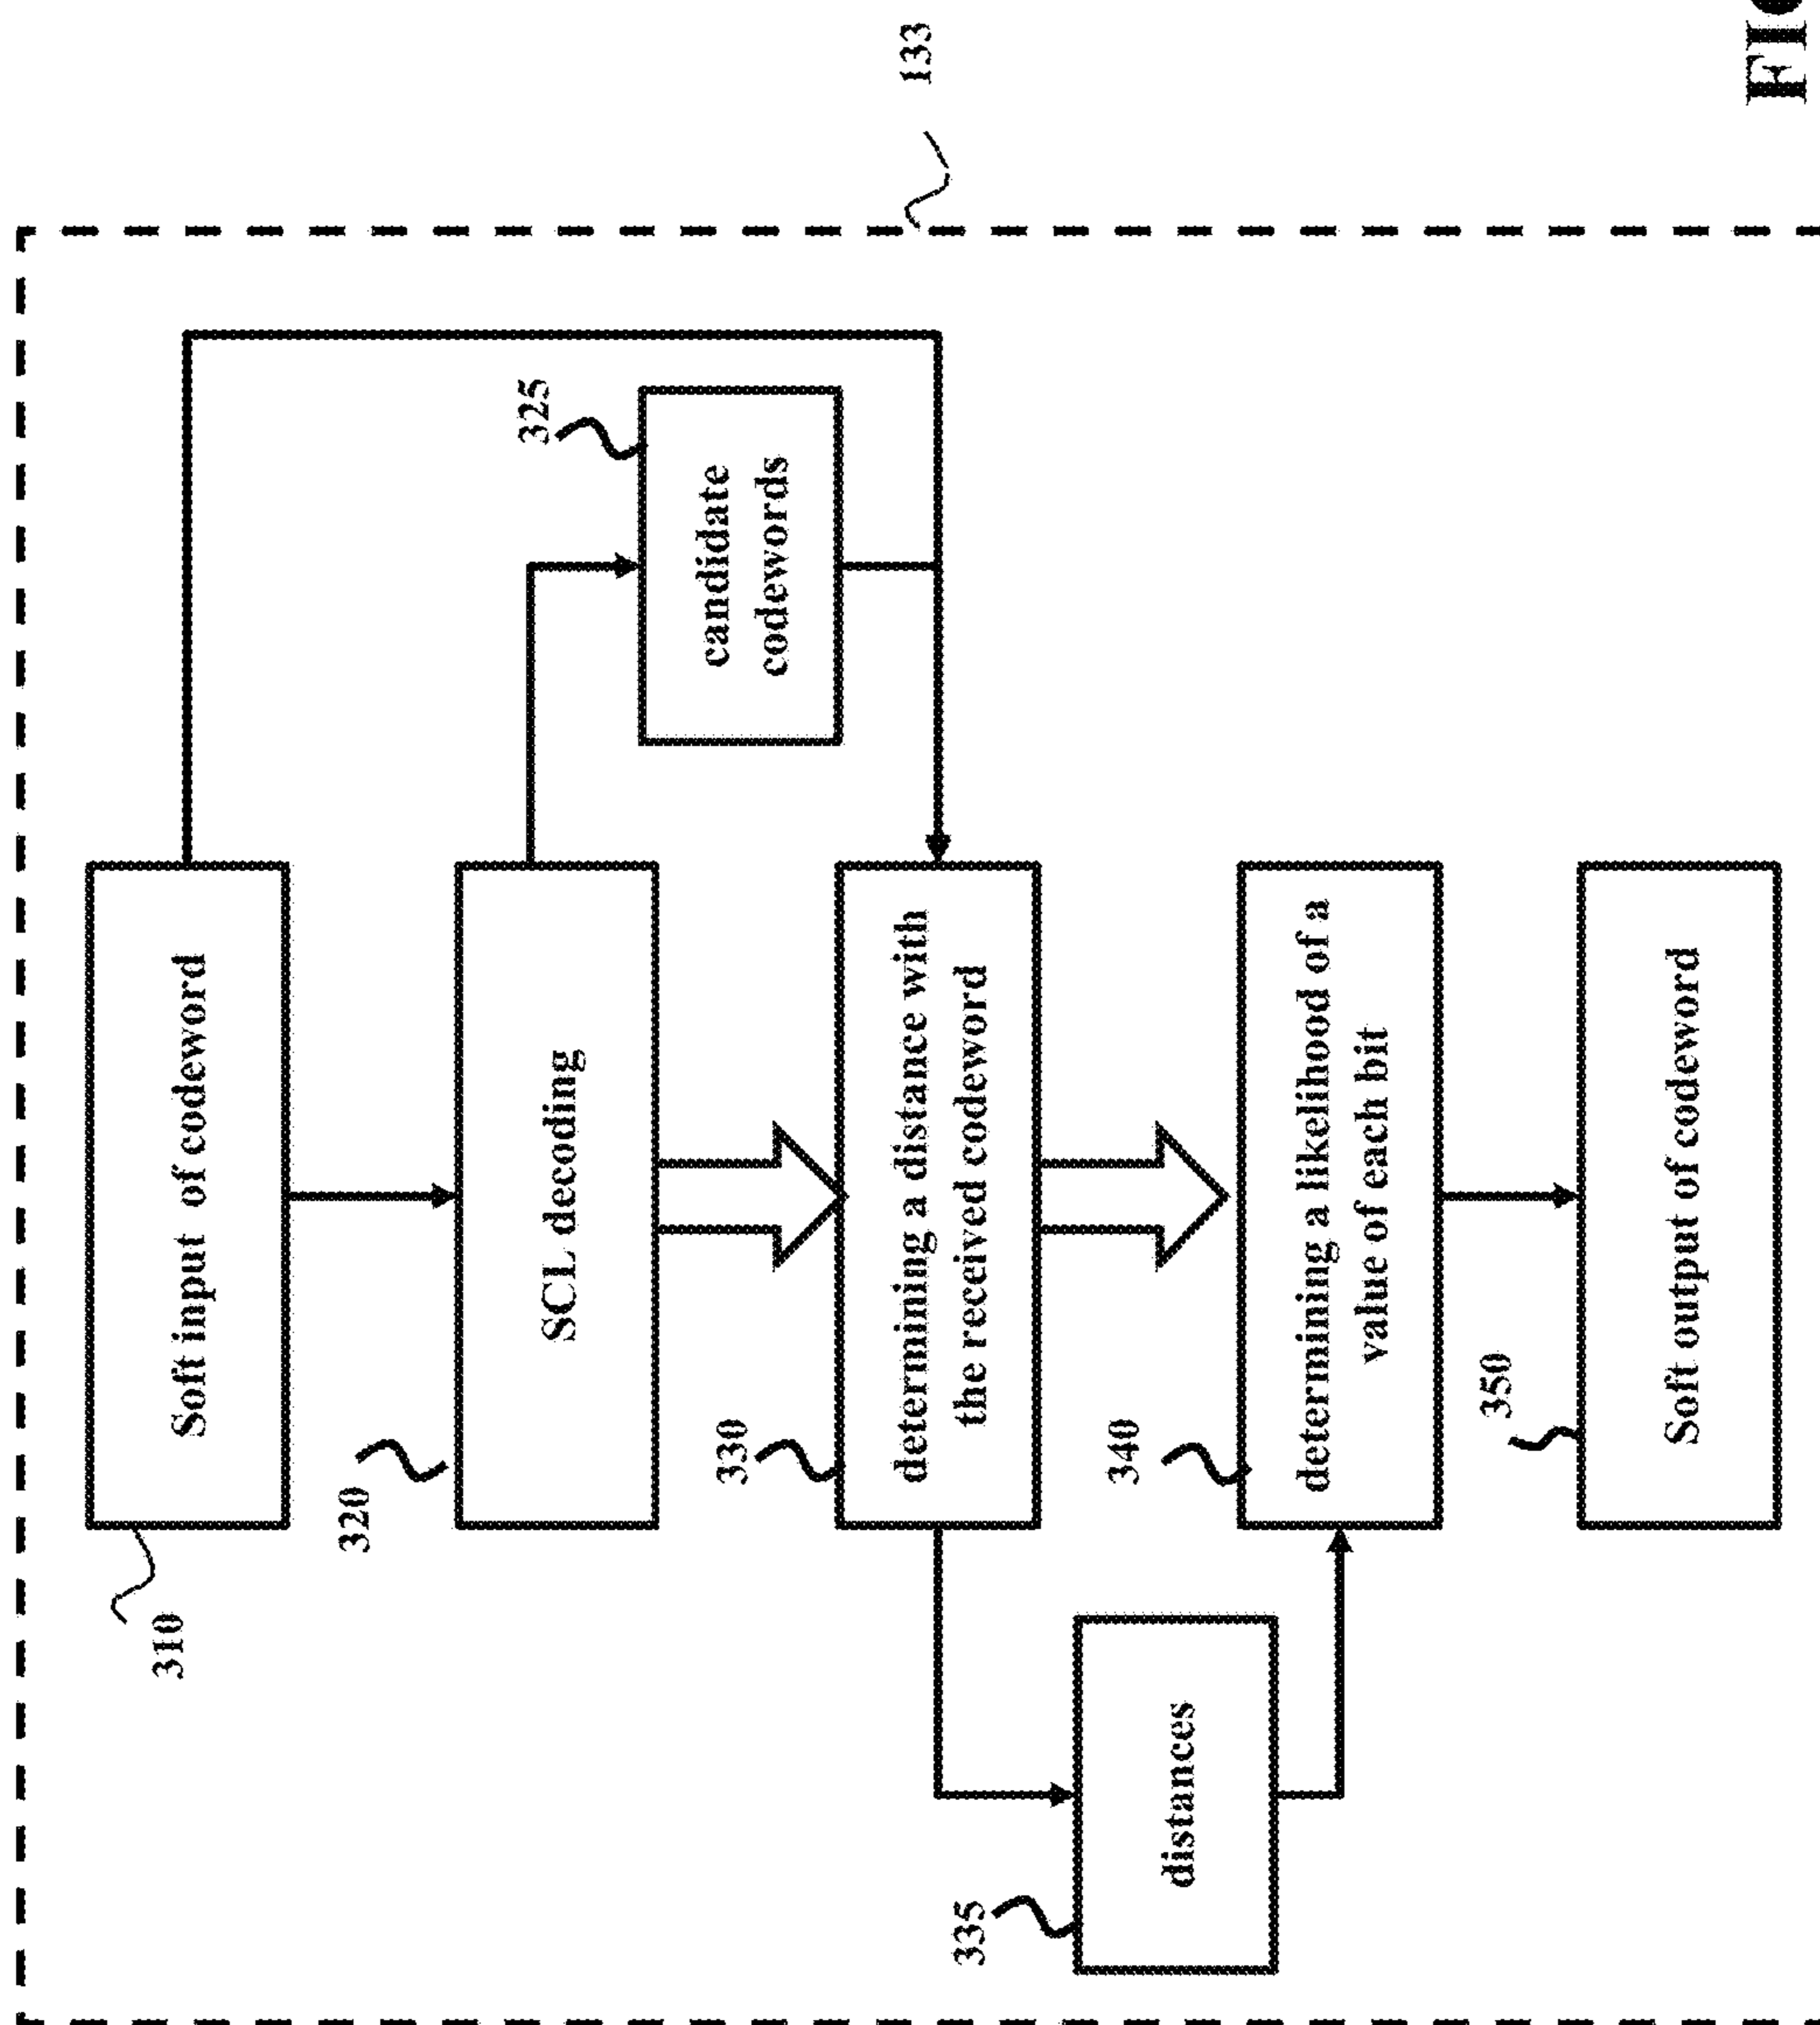 310
Soft input of codeword
320
SCL decoding
325
candidate
codewords
133
330
determining a distance with
the received codeword
335
distances
340
determining a likelihood of a
value of each bit
350
Soft output of codeword